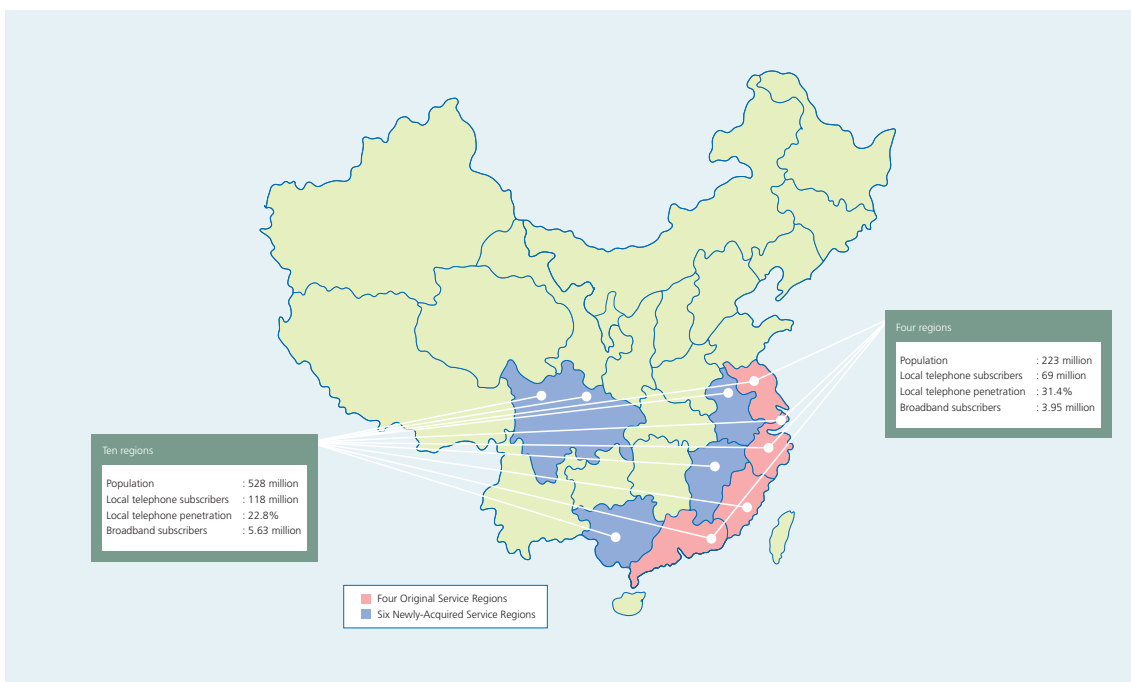 Four regions
Population : 223 million
Local telephone subscribers : 69 million
Local telephone penetration : 31.4%
Broadband subscribers : 3.95 million
Ten regions
Population : 528 million
Local telephone subscribers : 118 million
Local telephone penetration : 22.8%
Broadband subscribers : 5.63 million
Four Original Service Regions
Six Newly-Acquired Service Regions